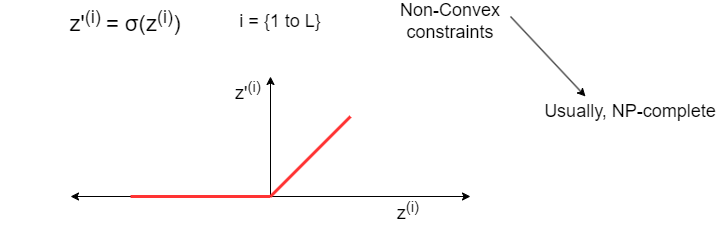 z'⁽ⁱ⁾ = σ(z⁽ⁱ⁾)
i = {1 to L}
Non-Convex
constraints
z'⁽ⁱ⁾
Usually, NP-complete
z⁽ⁱ⁾